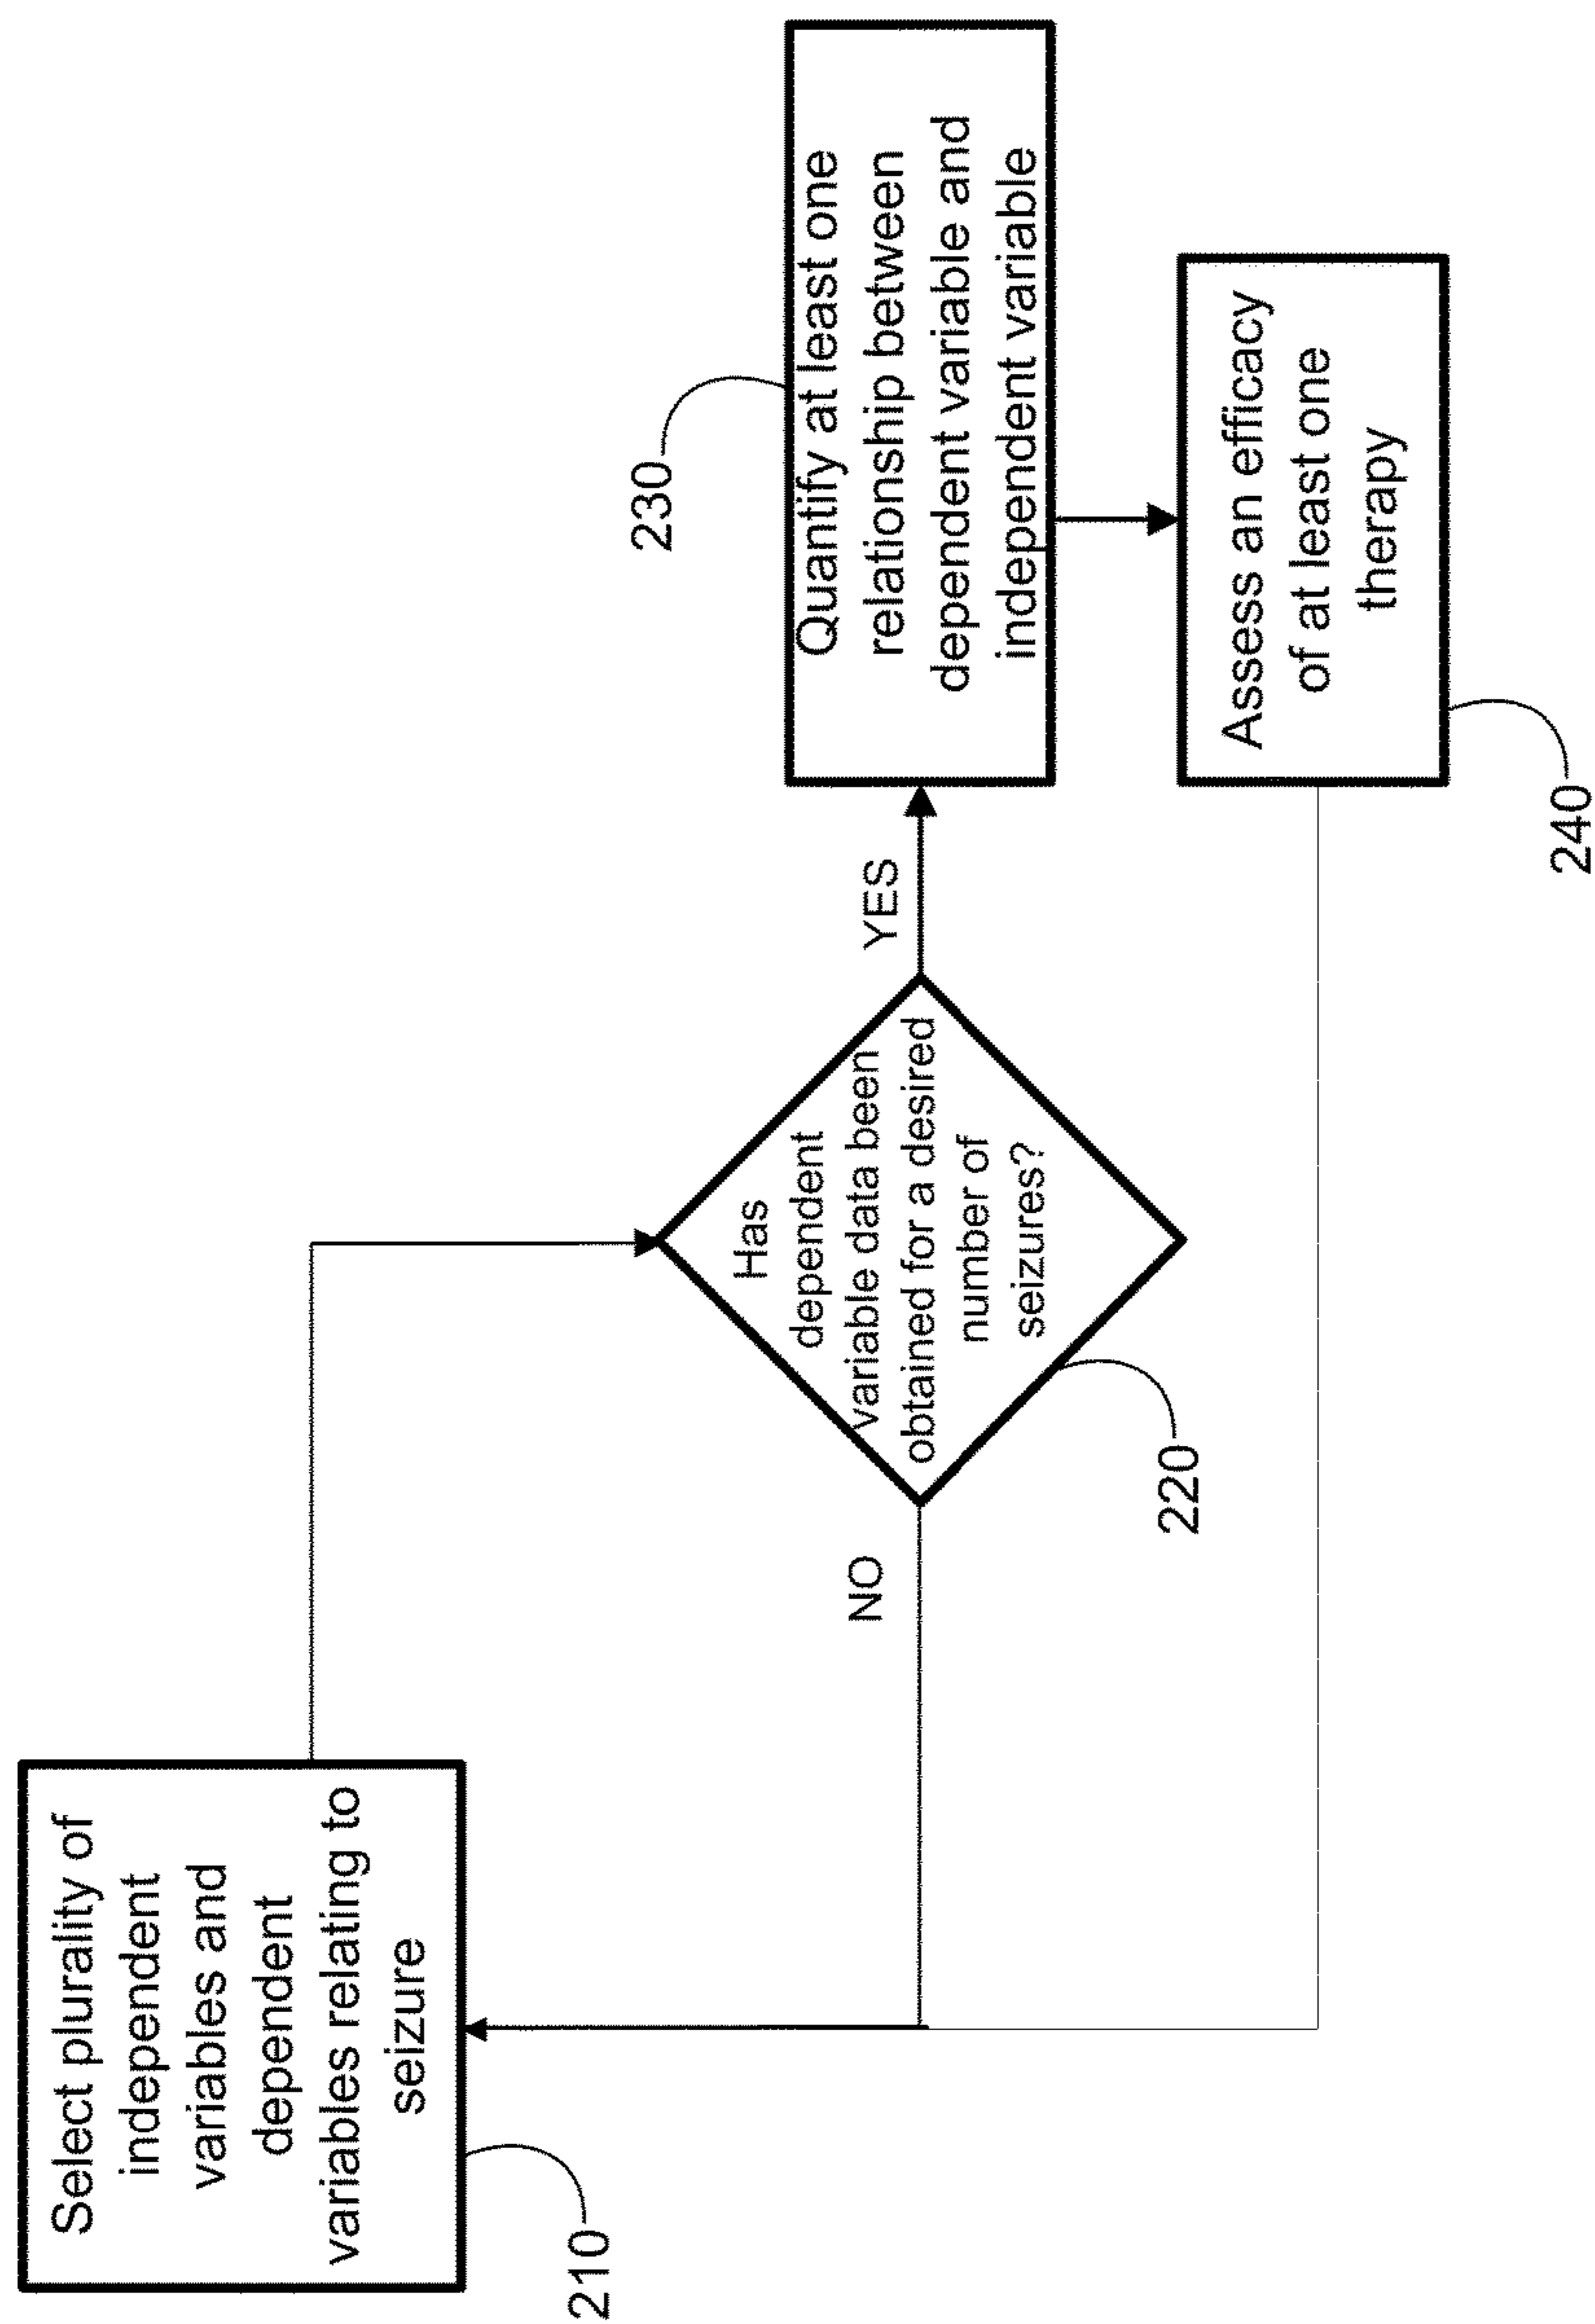 Select plurality of
independent
variables and
dependent
variables relating to
seizure
210
Has
dependent
variable data been
obtained for a desired
number of
seizures?
220
NO
YES
Quantify at least one
relationship between
dependent variable and
independent variable
230
Assess an efficacy
of at least one
therapy
240